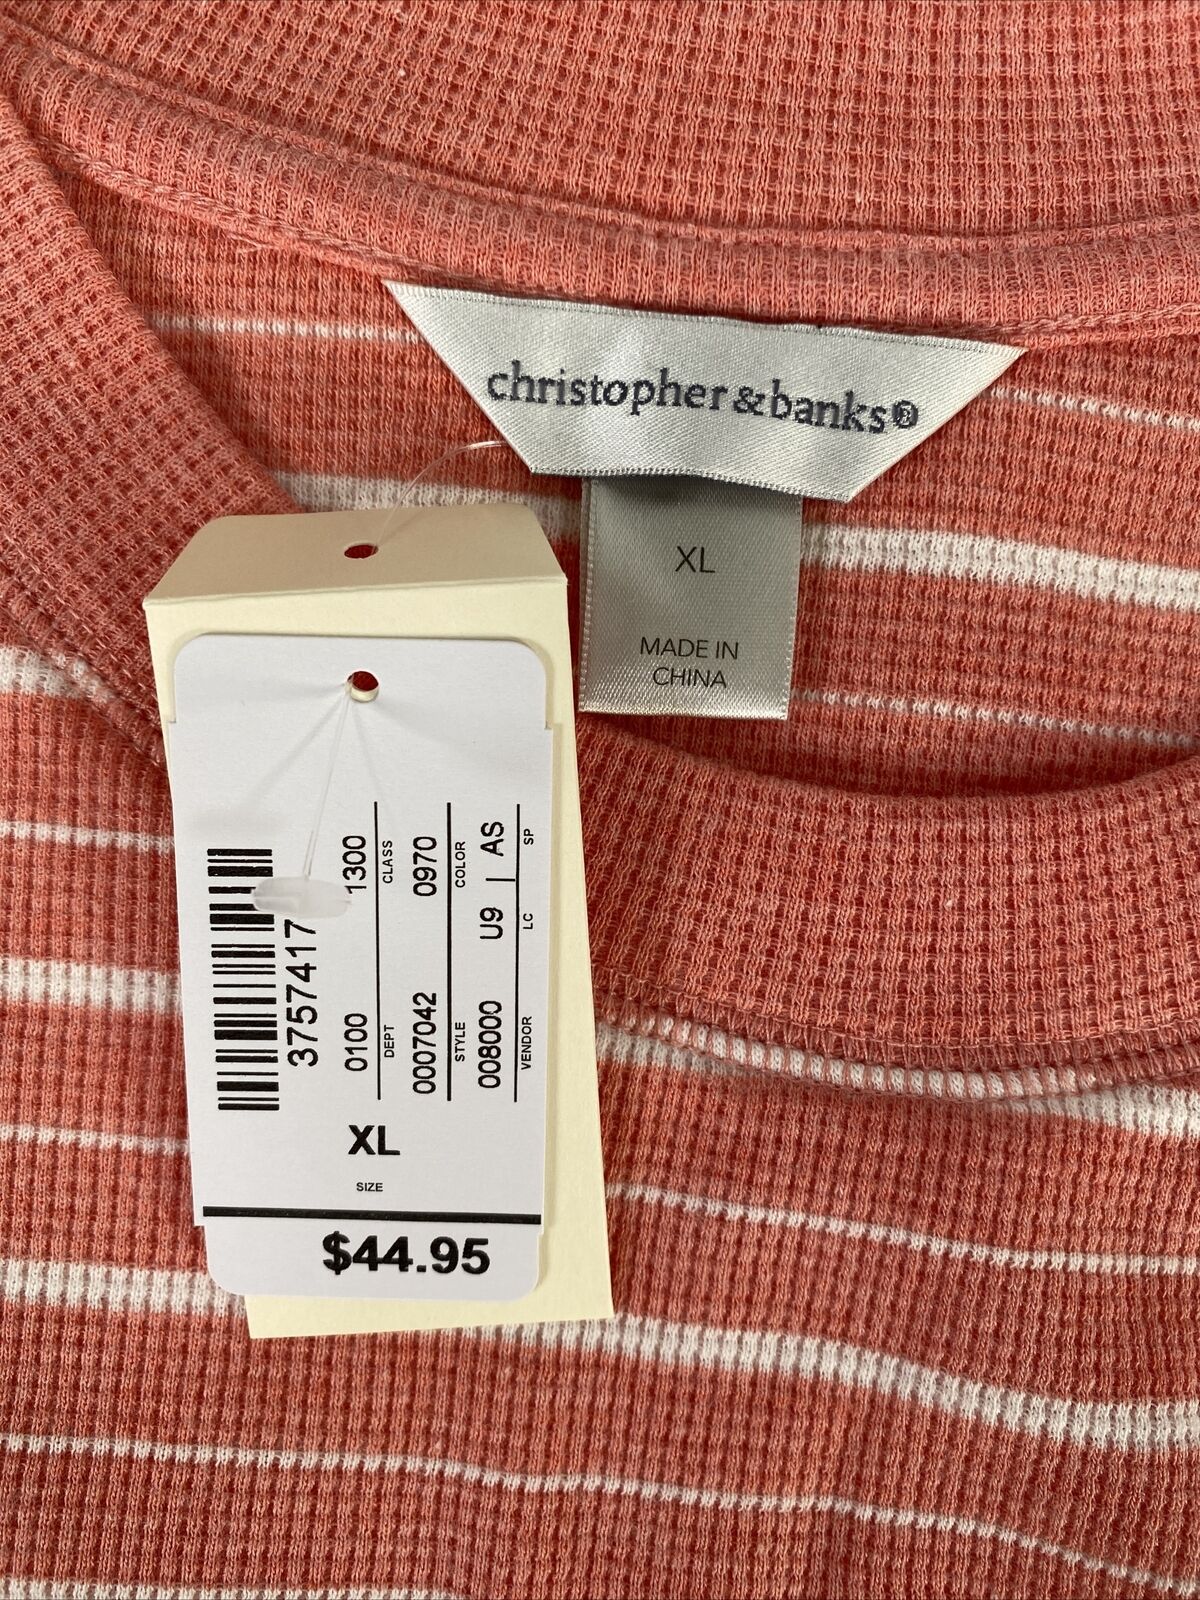 christopher&banks®
XL
MADE IN
CHINA
3757417
0100 1300
DEPT CLASS
0007042 0970
STYLE COLOR
008000 U9 | AS
VENDOR LC SP
XL
SIZE
$44.95